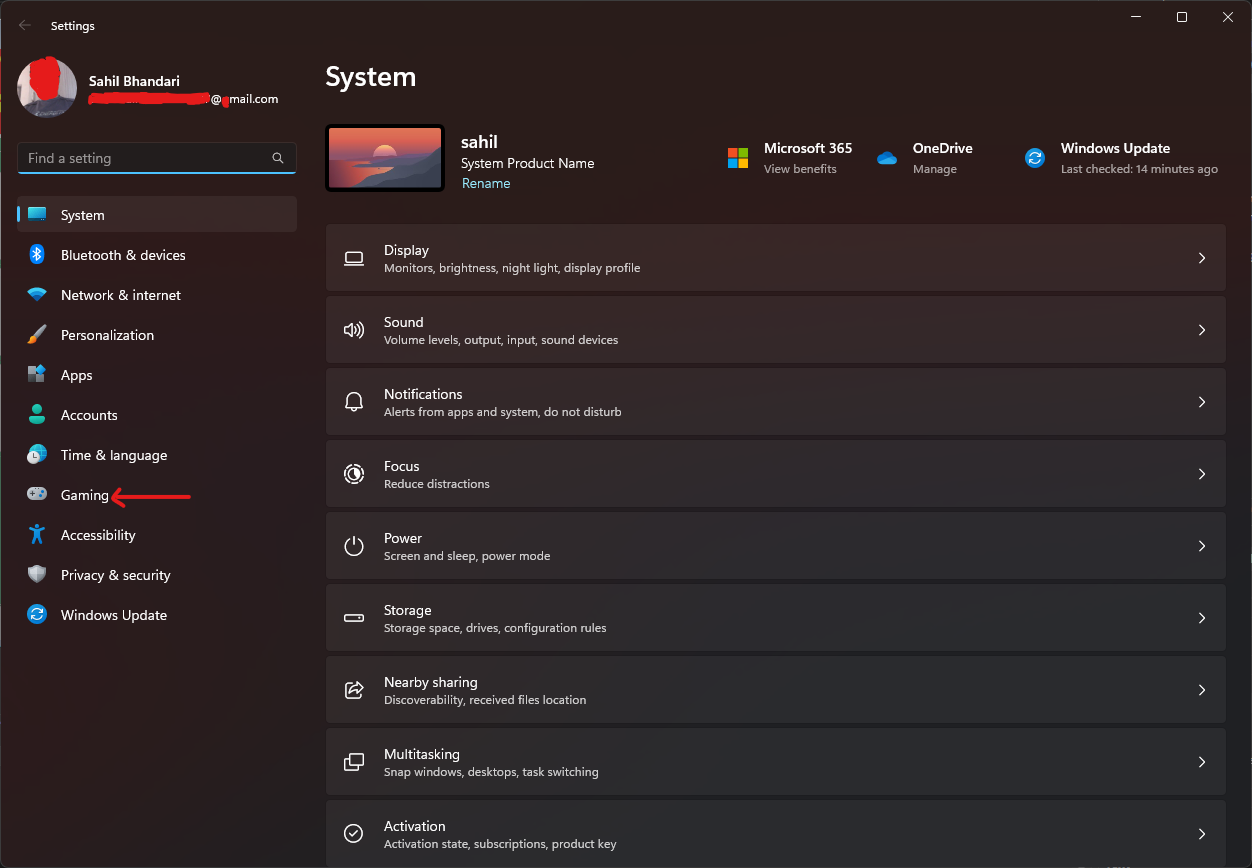 Settings
Sahil Bhandari
@ mail.com
Find a setting
System
Bluetooth & devices
Network & internet
Personalization
Apps
Accounts
Time & language
Gaming
Accessibility
Privacy & security
Windows Update
System
sahil
System Product Name
Rename
Microsoft 365
View benefits
OneDrive
Manage
Windows Update
Last checked: 14 minutes ago
Display
Monitors, brightness, night light, display profile
Sound
Volume levels, output, input, sound devices
Notifications
Alerts from apps and system, do not disturb
Focus
Reduce distractions
Power
Screen and sleep, power mode
Storage
Storage space, drives, configuration rules
Nearby sharing
Discoverability, received files location
Multitasking
Snap windows, desktops, task switching
Activation
Activation state, subscriptions, product key